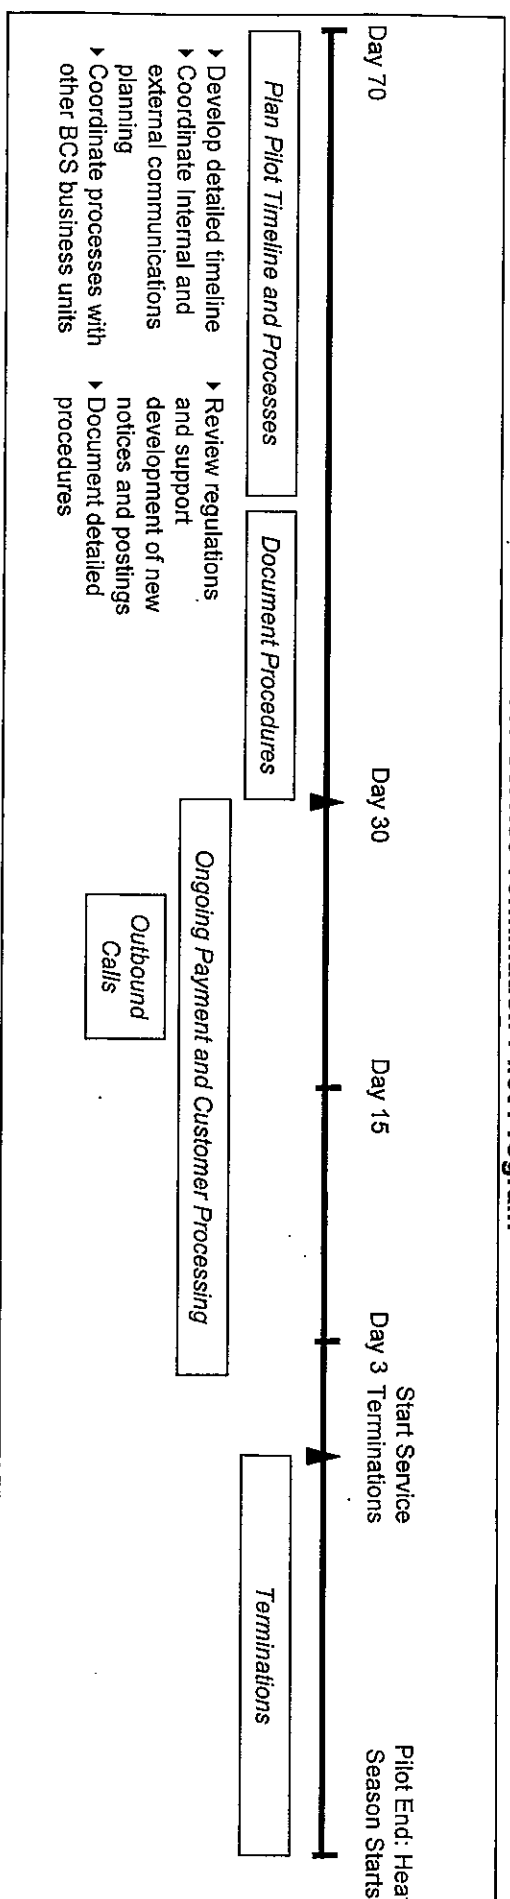 Day 70
Day 30
Day 15
Day 3
Start Service
Terminations
Pilot End: Hea
Season Starts
Plan Pilot Timeline and Processes
Document Procedures
Terminations
Ongoing Payment and Customer Processing
Outbound
Calls
‣ Develop detailed timeline
‣ Coordinate Internal and
external communications
planning
‣ Coordinate processes with
other BCS business units
‣ Review regulations
and support
development of new
notices and postings
‣ Document detailed
procedures